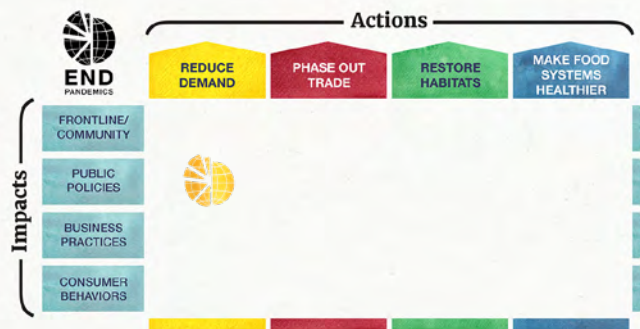 Actions
END
PANDEMICS
REDUCE
DEMAND
PHASE OUT
TRADE
RESTORE
HABITATS
MAKE FOOD
SYSTEMS
HEALTHIER
Impacts
FRONTLINE/
COMMUNITY
PUBLIC
POLICIES
BUSINESS
PRACTICES
CONSUMER
BEHAVIORS